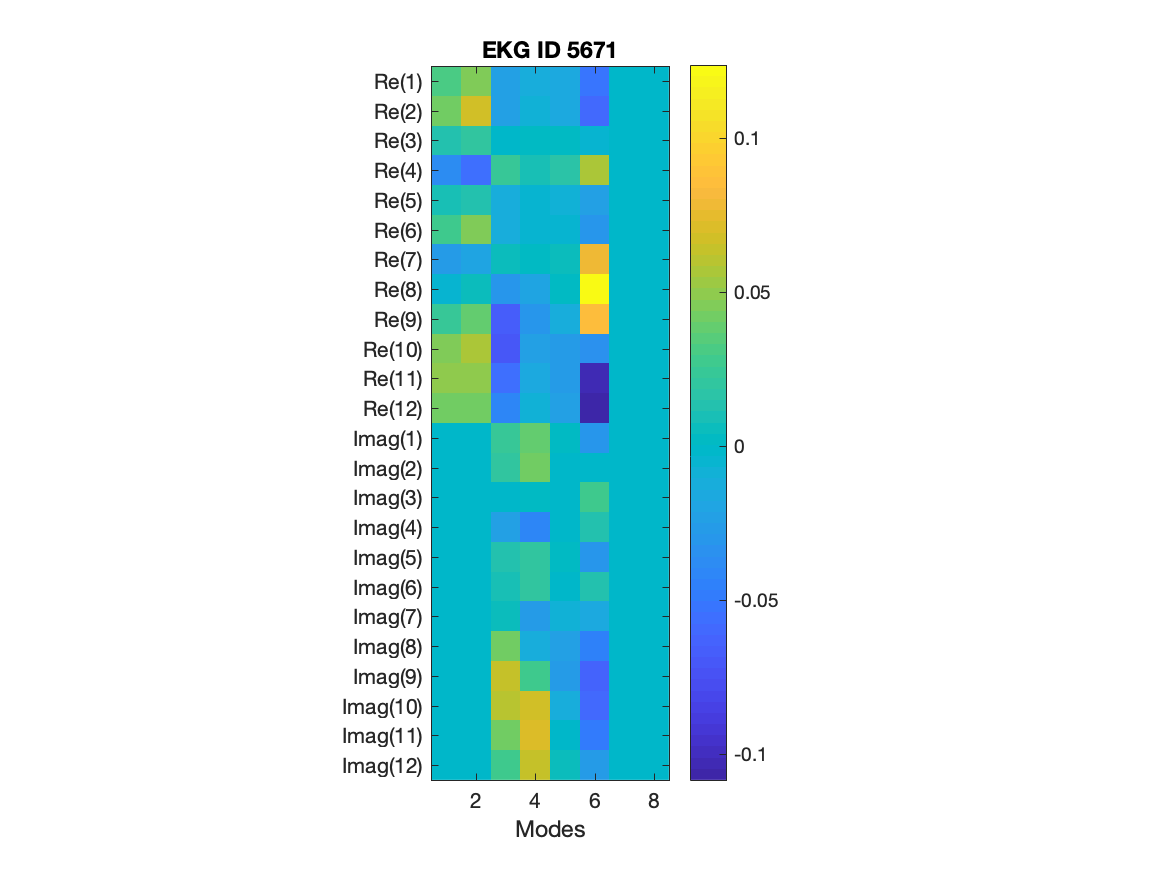 EKG ID 5671
Re(1)
Re(2)
Re(3)
Re(4)
Re(5)
Re(6)
Re(7)
Re(8)
Re(9)
Re(10)
Re(11)
Re(12)
Imag(1)
Imag(2)
Imag(3)
Imag(4)
Imag(5)
Imag(6)
Imag(7)
Imag(8)
Imag(9)
Imag(10)
Imag(11)
Imag(12)
2 4 6 8
Modes
0.1
0.05
0
-0.05
-0.1